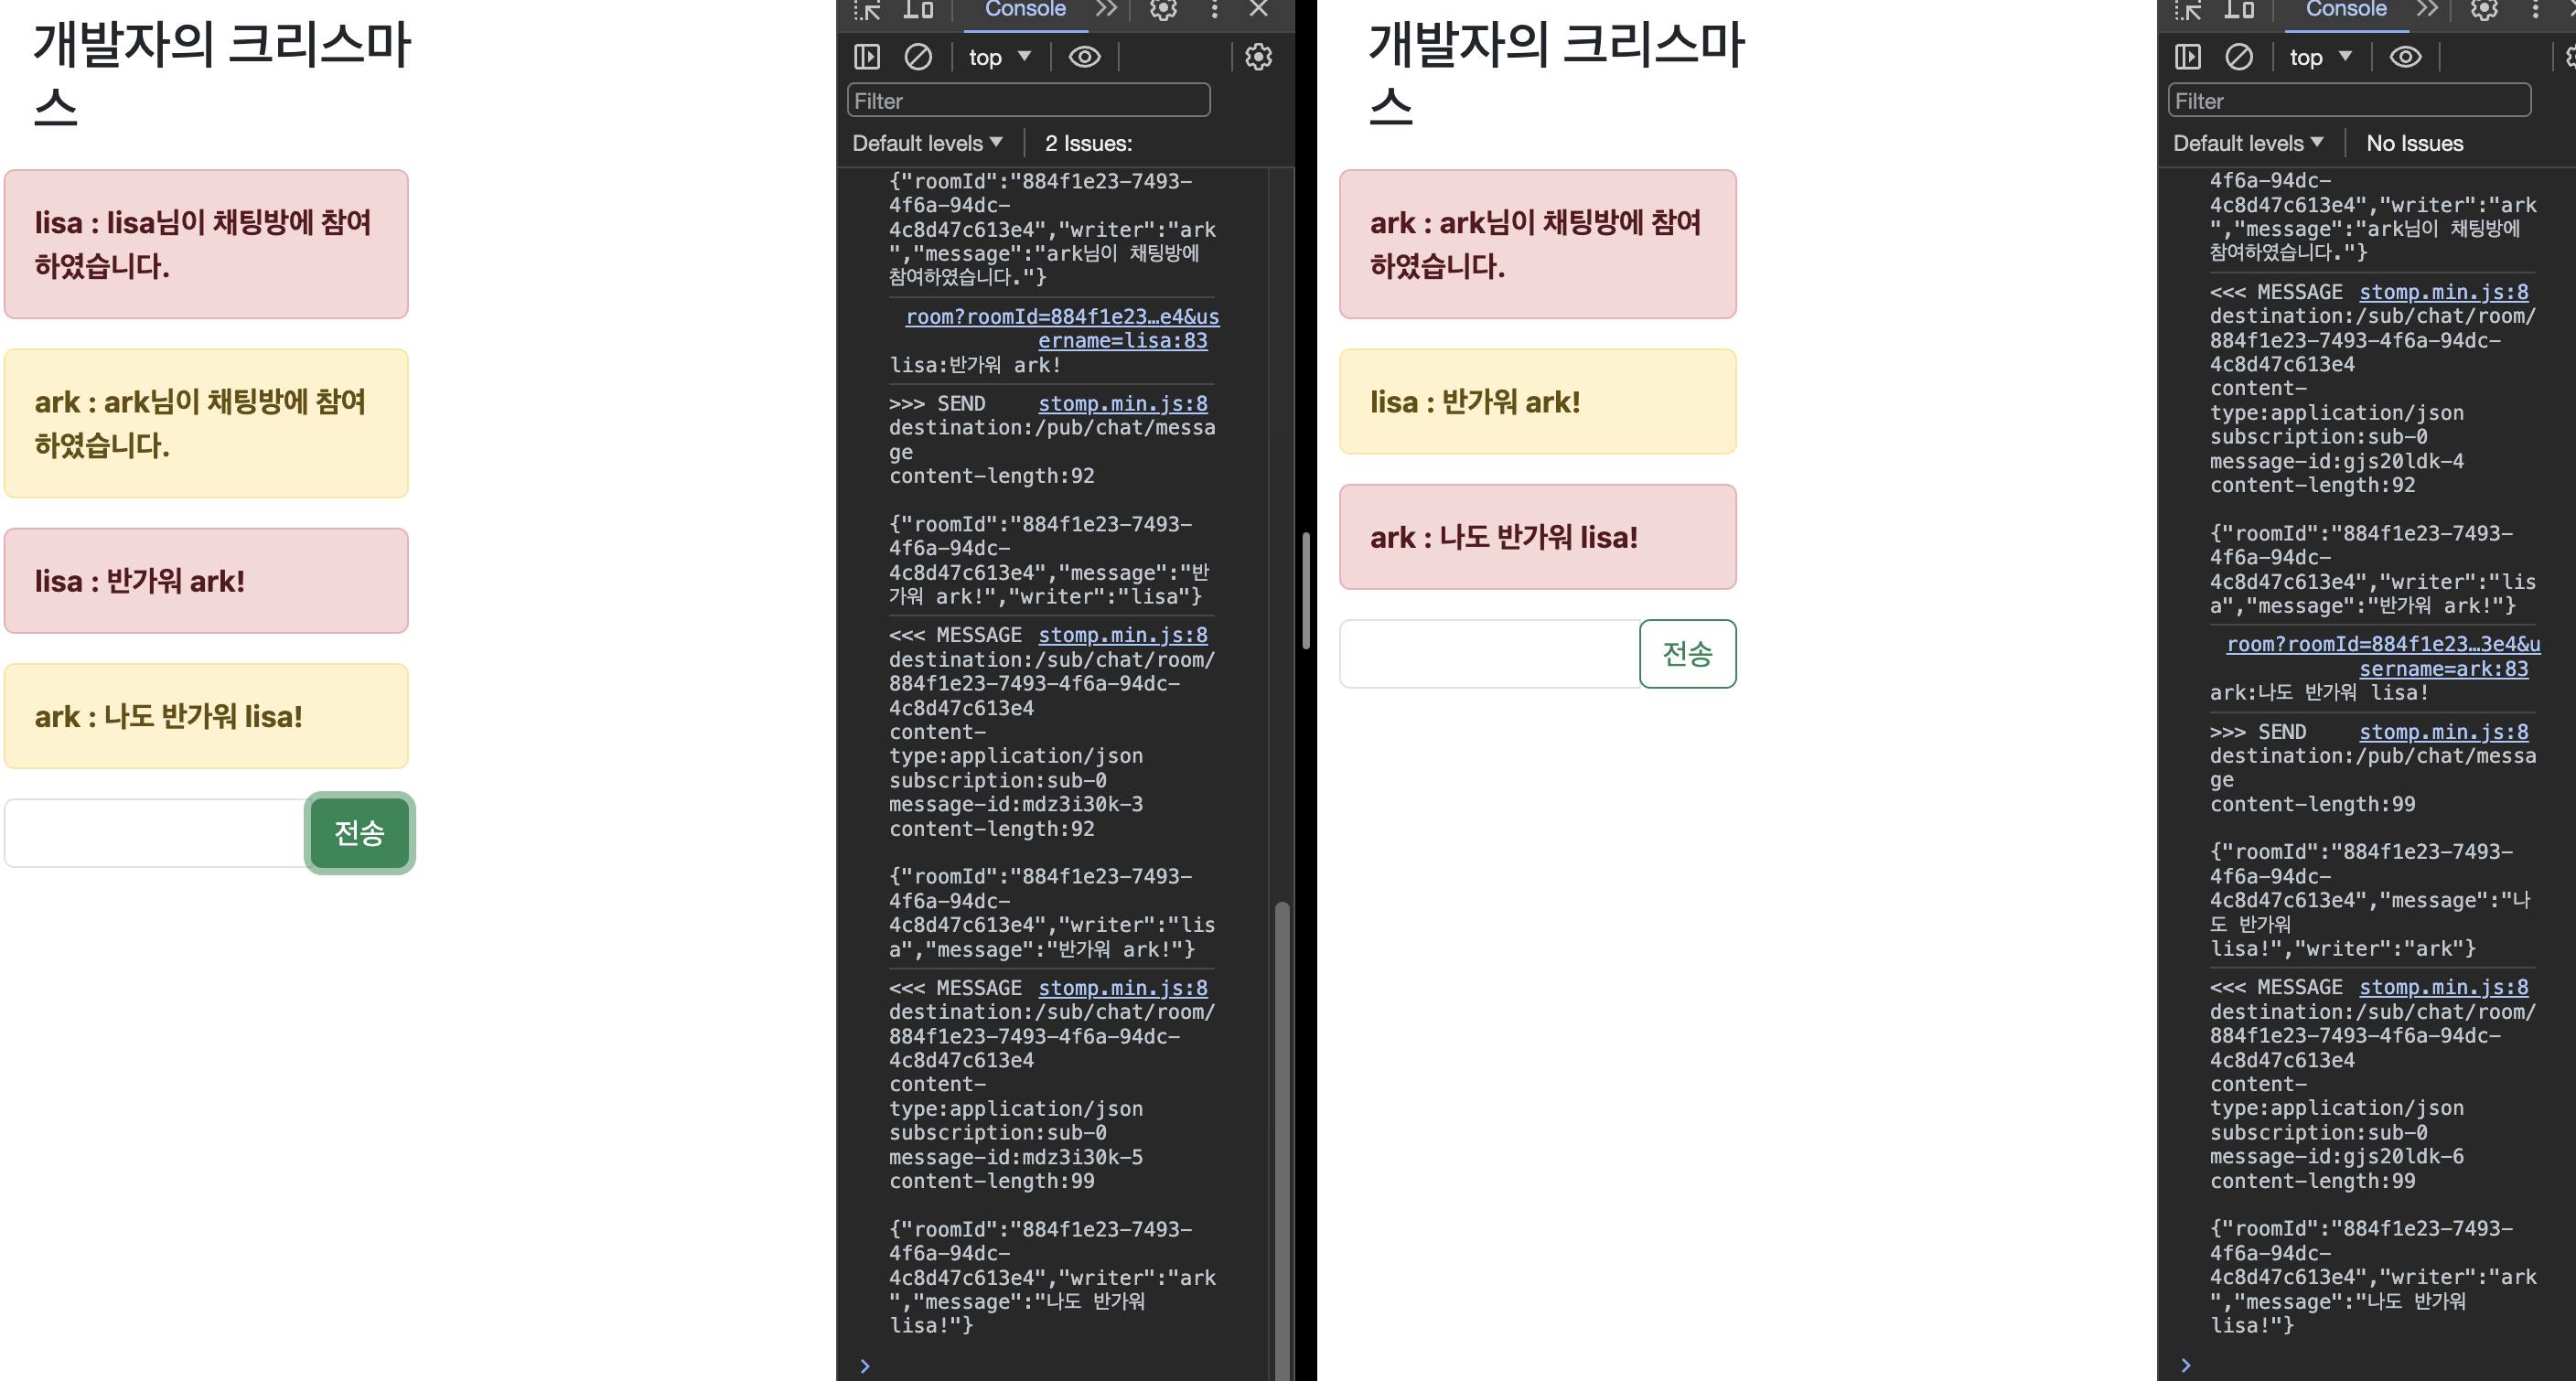 개발자의 크리스마
스
lisa : lisa님이 채팅방에 참여
하였습니다.
ark : ark님이 채팅방에 참여
하였습니다.
lisa : 반가워 ark!
ark : 나도 반가워 lisa!
전송
Console
top
Filter
Default levels
2 Issues:
{"roomId":"884f1e23-7493-
4f6a-94dc-
4c8d47c613e4","writer":"ark
","message":"ark님이 채팅방에
참여하였습니다."}
room?roomId=884f1e23…e4&us
ername=lisa:83
lisa:반가워 ark!
>>> SEND stomp.min.js:8
destination:/pub/chat/messa
ge
content-length:92
{"roomId":"884f1e23-7493-
4f6a-94dc-
4c8d47c613e4","message":"반
가워 ark!","writer":"lisa"}
<<< MESSAGE stomp.min.js:8
destination:/sub/chat/room/
884f1e23-7493-4f6a-94dc-
4c8d47c613e4
content-
type:application/json
subscription:sub-0
message-id:mdz3i30k-3
content-length:92
{"roomId":"884f1e23-7493-
4f6a-94dc-
4c8d47c613e4","writer":"lis
a","message":"반가워 ark!"}
<<< MESSAGE stomp.min.js:8
destination:/sub/chat/room/
884f1e23-7493-4f6a-94dc-
4c8d47c613e4
content-
type:application/json
subscription:sub-0
message-id:mdz3i30k-5
content-length:99
{"roomId":"884f1e23-7493-
4f6a-94dc-
4c8d47c613e4","writer":"ark
","message":"나도 반가워
lisa!"}
개발자의 크리스마
스
ark : ark님이 채팅방에 참여
하였습니다.
lisa : 반가워 ark!
ark : 나도 반가워 lisa!
전송
Console
top
Filter
Default levels
No Issues
4f6a-94dc-
4c8d47c613e4","writer":"ark
","message":"ark님이 채팅방에
참여하였습니다."}
<<< MESSAGE stomp.min.js:8
destination:/sub/chat/room/
884f1e23-7493-4f6a-94dc-
4c8d47c613e4
content-
type:application/json
subscription:sub-0
message-id:gjs20ldk-4
content-length:92
{"roomId":"884f1e23-7493-
4f6a-94dc-
4c8d47c613e4","writer":"lis
a","message":"반가워 ark!"}
room?roomId=884f1e23…3e4&u
sername=ark:83
ark:나도 반가워 lisa!
>>> SEND stomp.min.js:8
destination:/pub/chat/messa
ge
content-length:99
{"roomId":"884f1e23-7493-
4f6a-94dc-
4c8d47c613e4","message":"나
도 반가워
lisa!","writer":"ark"}
<<< MESSAGE stomp.min.js:8
destination:/sub/chat/room/
884f1e23-7493-4f6a-94dc-
4c8d47c613e4
content-
type:application/json
subscription:sub-0
message-id:gjs20ldk-6
content-length:99
{"roomId":"884f1e23-7493-
4f6a-94dc-
4c8d47c613e4","writer":"ark
","message":"나도 반가워
lisa!"}